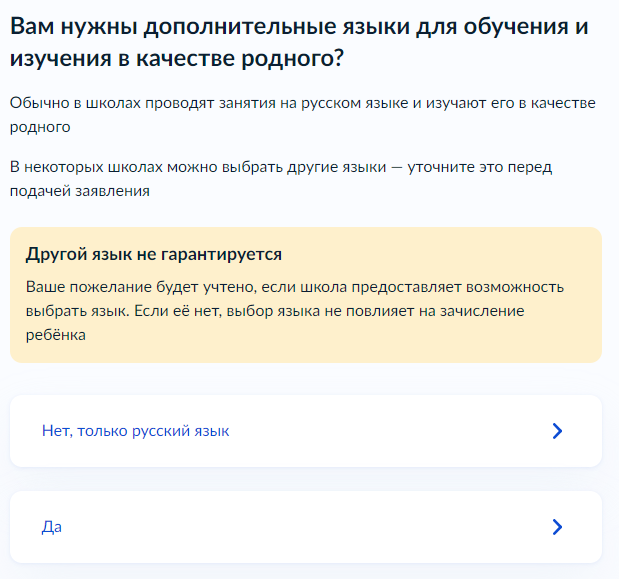 Вам нужны дополнительные языки для обучения и
изучения в качестве родного?
Обычно в школах проводят занятия на русском языке и изучают его в качестве
родного
В некоторых школах можно выбрать другие языки — уточните это перед
подачей заявления
Другой язык не гарантируется
Ваше пожелание будет учтено, если школа предоставляет возможность
выбрать язык. Если её нет, выбор языка не повлияет на зачисление
ребёнка
Нет, только русский язык
Да